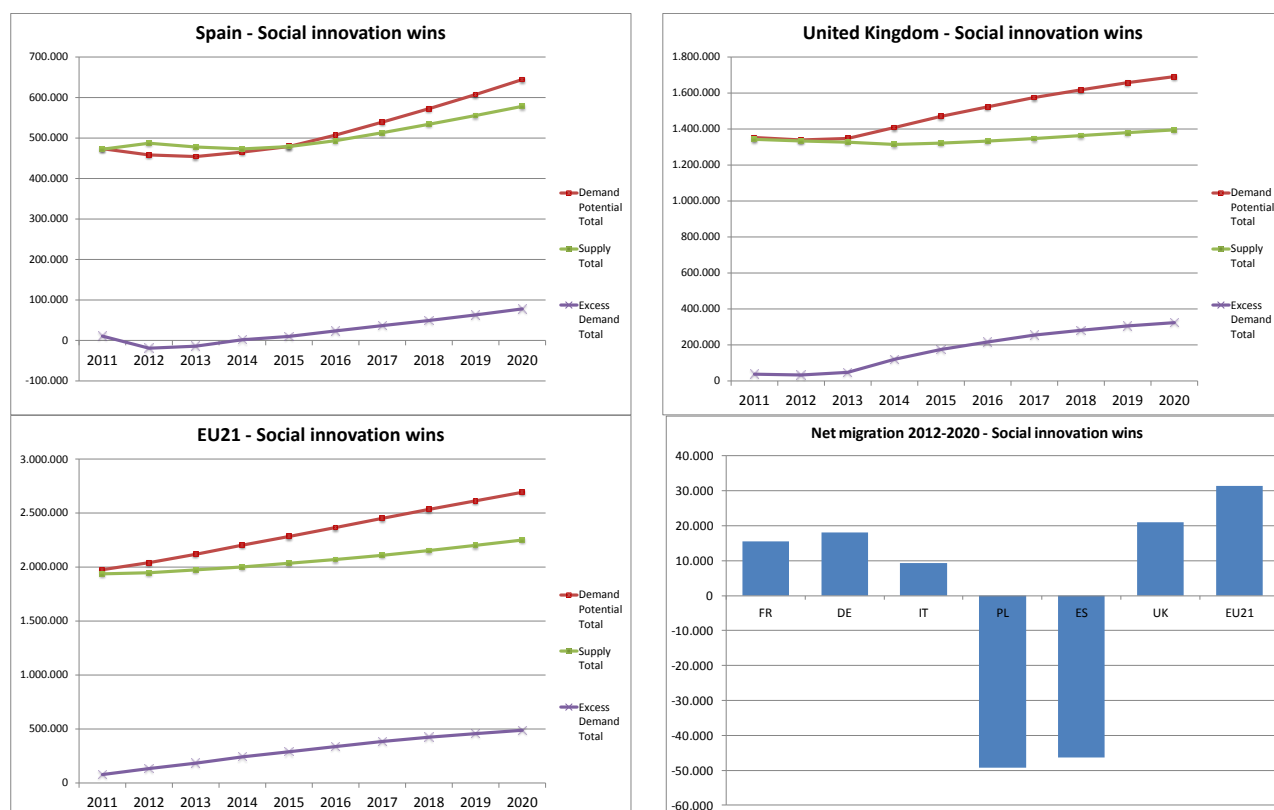 Spain - Social innovation wins
700.000
600.000
500.000
400.000
300.000
200.000
100.000
0
-100.000
2011 2012 2013 2014 2015 2016 2017 2018 2019 2020
Demand
Potential
Total
Supply
Total
Excess
Demand
Total
United Kingdom - Social innovation wins
1.800.000
1.600.000
1.400.000
1.200.000
1.000.000
800.000
600.000
400.000
200.000
0
2011 2012 2013 2014 2015 2016 2017 2018 2019 2020
Demand
Potential
Total
Supply
Total
Excess
Demand
Total
EU21 - Social innovation wins
3.000.000
2.500.000
2.000.000
1.500.000
1.000.000
500.000
0
2011 2012 2013 2014 2015 2016 2017 2018 2019 2020
Demand
Potential
Total
Supply
Total
Excess
Demand
Total
Net migration 2012-2020 - Social innovation wins
40.000
30.000
20.000
10.000
0
-10.000
-20.000
-30.000
-40.000
-50.000
-60.000
FR DE IT PL ES UK EU21